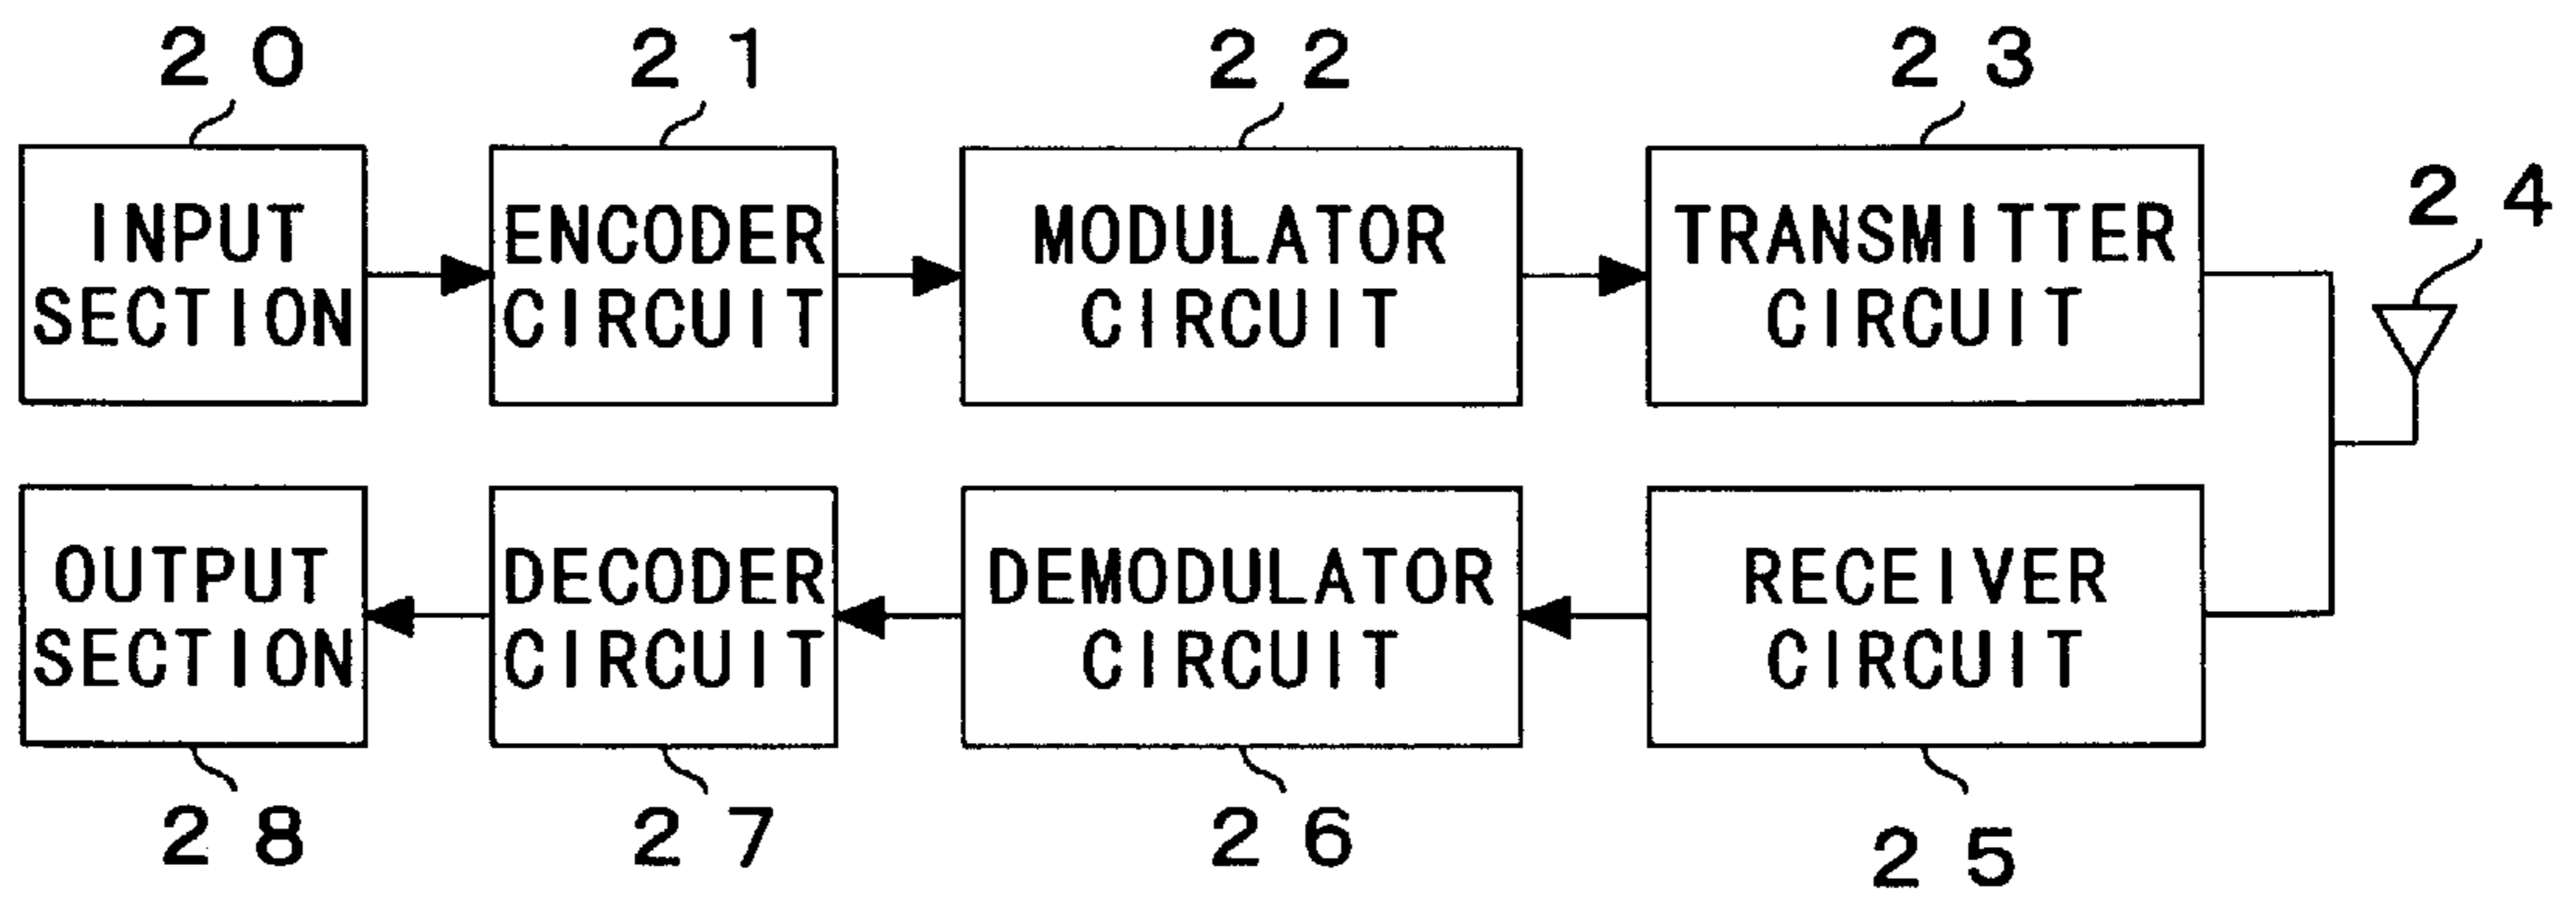 20
21
22
23
24
INPUT
SECTION
ENCODER
CIRCUIT
MODULATOR
CIRCUIT
TRANSMITTER
CIRCUIT
OUTPUT
SECTION
DECODER
CIRCUIT
DEMODULATOR
CIRCUIT
RECEIVER
CIRCUIT
28
27
26
25